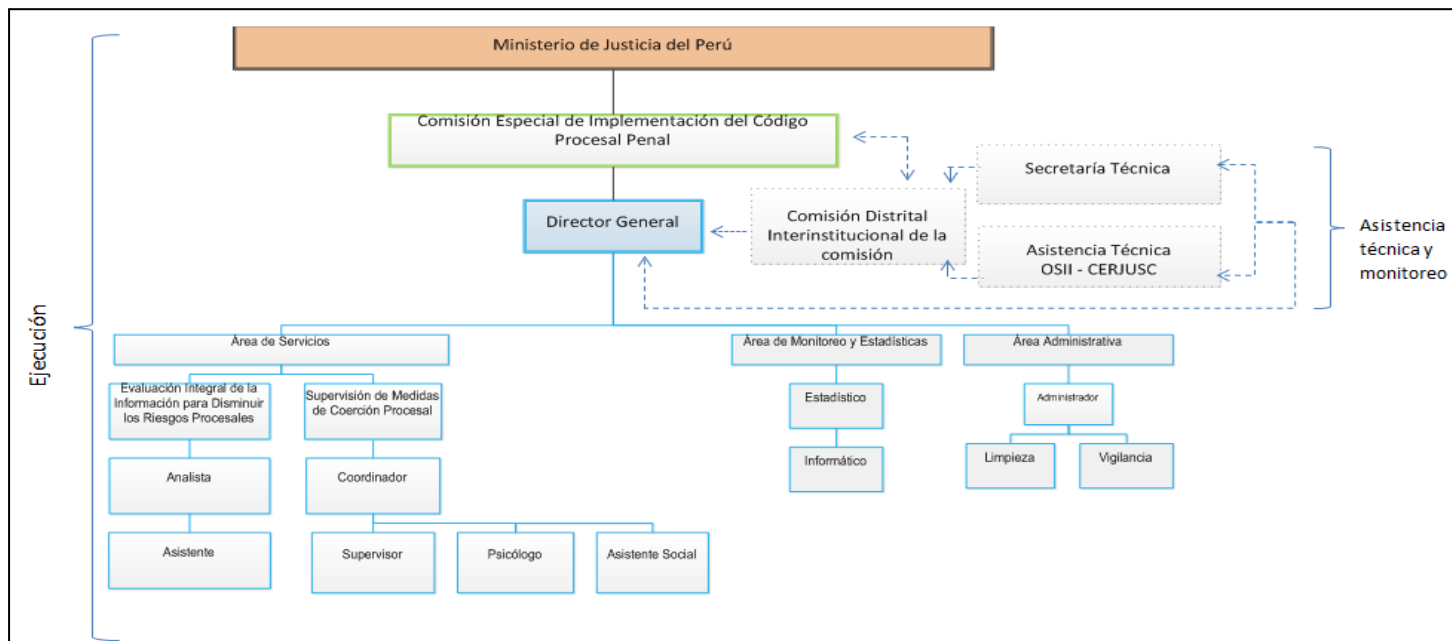 Ministerio de Justicia del Perú
Comisión Especial de Implementación del Código
Procesal Penal
Secretaría Técnica
Director General
Comisión Distrital
Interinstitucional de la
comisión
Asistencia Técnica
OSII - CERJUSC
Asistencia
técnica y
monitoreo
Ejecución
Área de Servicios
Área de Monitoreo y Estadísticas
Área Administrativa
Evaluación Integral de la
Información para Disminuir
los Riesgos Procesales
Supervisión de Medidas
de Coerción Procesal
Estadístico
Administrador
Analista
Coordinador
Informático
Limpieza
Vigilancia
Asistente
Supervisor
Psicólogo
Asistente Social